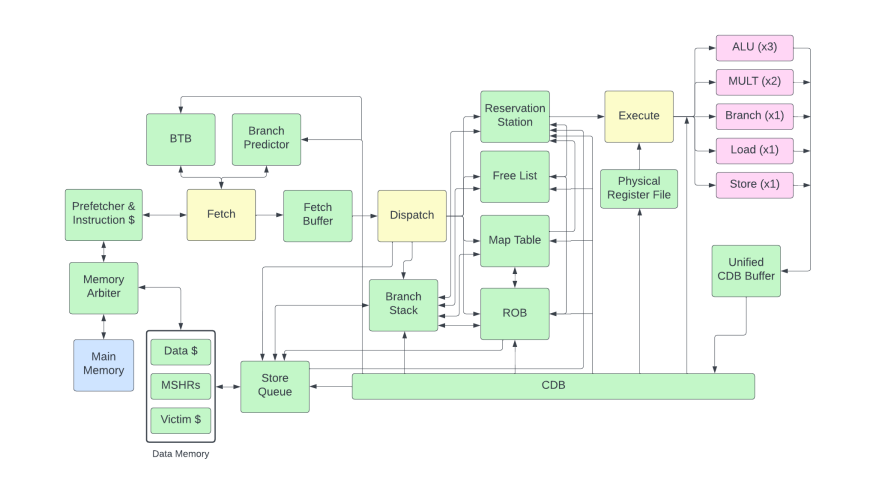 ALU (x3)
MULT (x2)
Branch (x1)
Load (x1)
Store (x1)
Reservation
Station
Execute
BTB
Branch
Predictor
Free List
Physical
Register File
Prefetcher &
Instruction $
Fetch
Fetch
Buffer
Dispatch
Map Table
Unified
CDB Buffer
Memory
Arbiter
Branch
Stack
ROB
Main
Memory
Data $
MSHRs
Victim $
Data Memory
Store
Queue
CDB